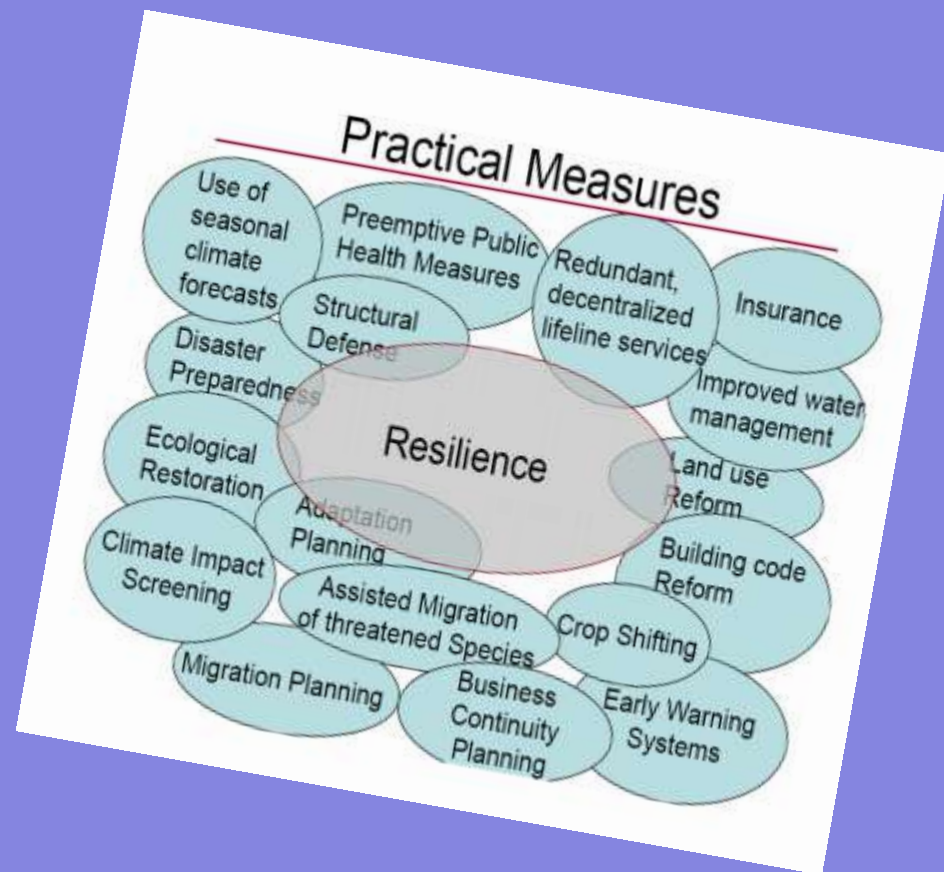 Practical Measures
Use of
seasonal
climate
forecasts
Preemptive Public
Health Measures
Redundant,
decentralized
lifeline services
Insurance
Structural
Defense
Disaster
Preparedness
Improved water
management
Resilience
Ecological
Restoration
Land use
Reform
Adaptation
Planning
Climate Impact
Screening
Building code
Reform
Assisted Migration
of threatened Species
Crop Shifting
Migration Planning
Business
Continuity
Planning
Early Warning
Systems